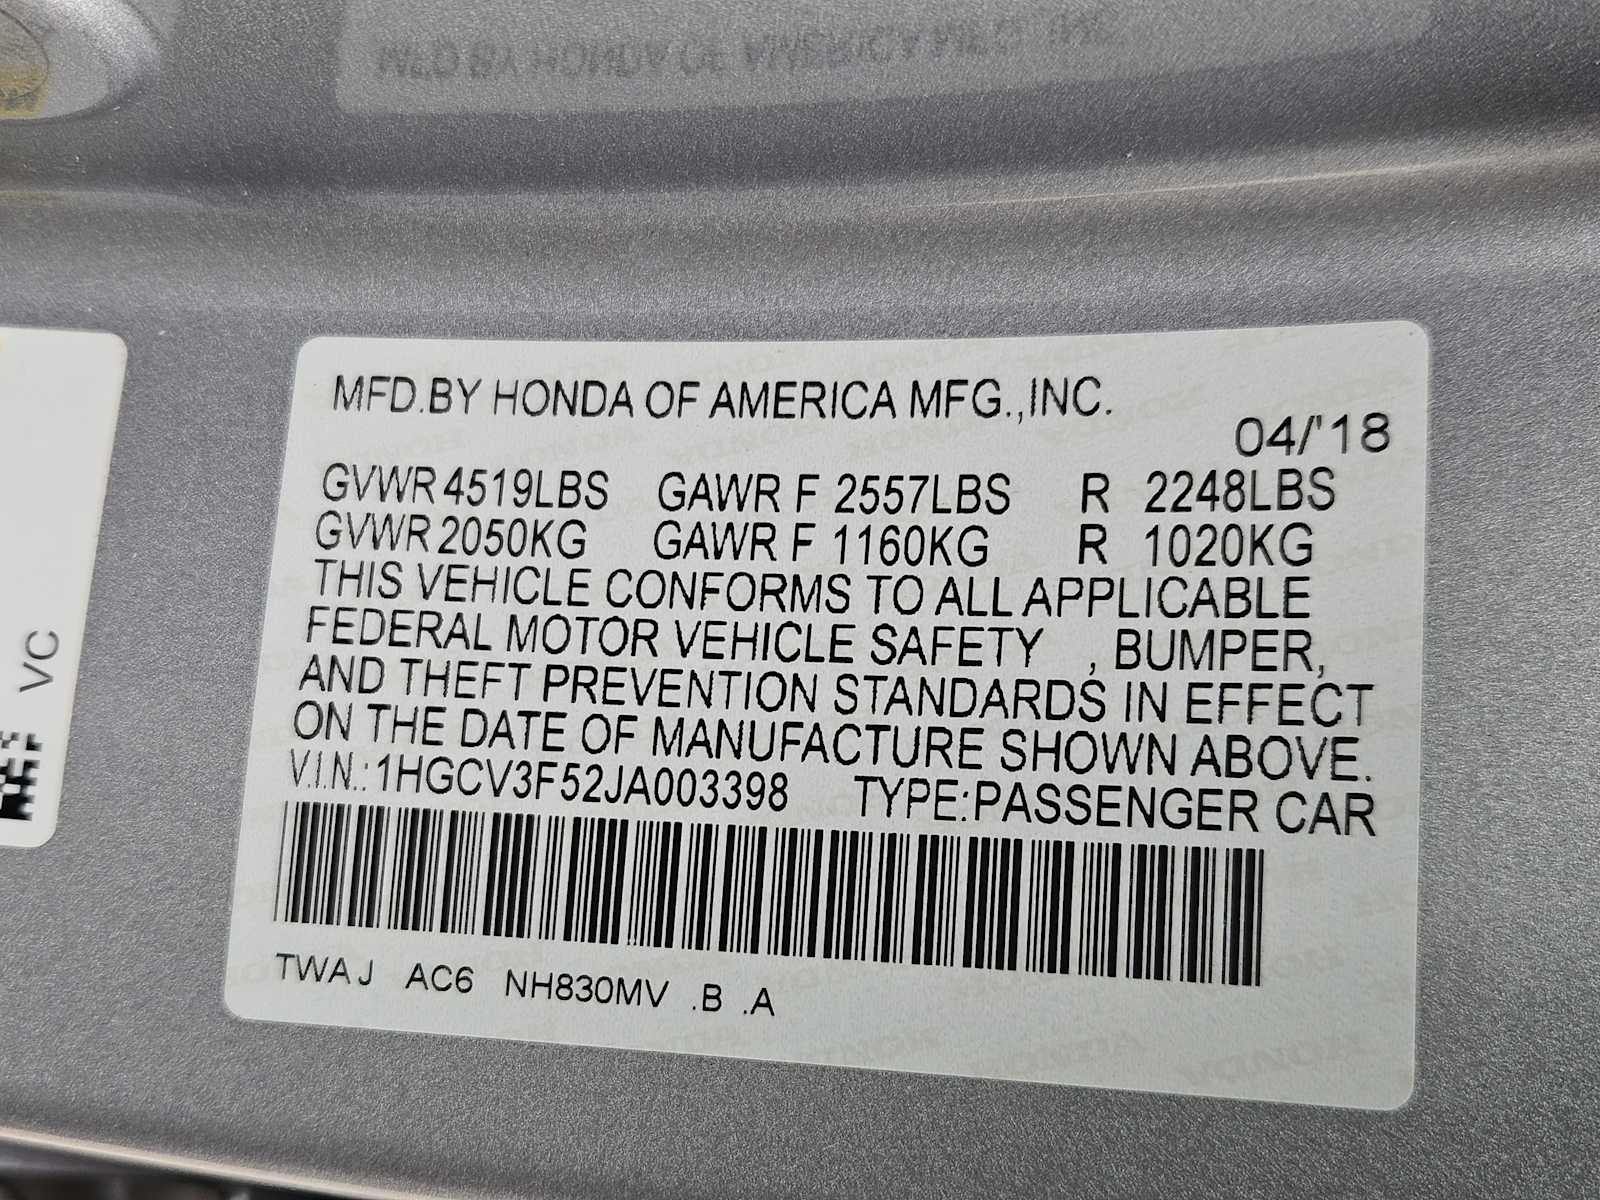 MFD.BY HONDA OF AMERICA MFG.,INC.
04/'18
GVWR 4519LBS GAWR F 2557LBS R 2248LBS
GVWR 2050KG GAWR F 1160KG R 1020KG
THIS VEHICLE CONFORMS TO ALL APPLICABLE
FEDERAL MOTOR VEHICLE SAFETY , BUMPER,
AND THEFT PREVENTION STANDARDS IN EFFECT
ON THE DATE OF MANUFACTURE SHOWN ABOVE.
V.I.N.:1HGCV3F52JA003398 TYPE:PASSENGER CAR
TWAJ AC6 NH830MV .B .A
VC